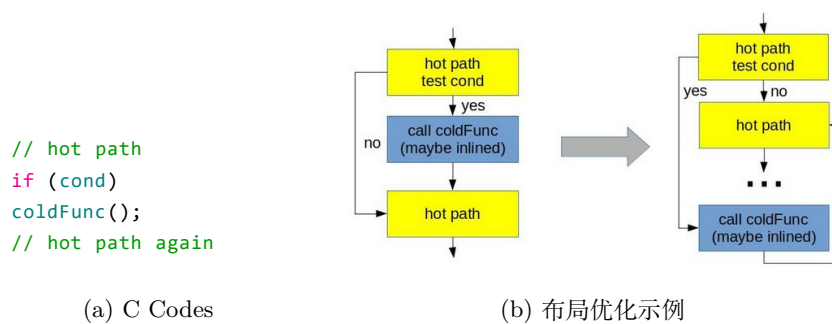 // hot path
if (cond)
coldFunc();
// hot path again
(a) C Codes
hot path
test cond
yes
no
call coldFunc
(maybe inlined)
hot path
hot path
test cond
yes
no
hot path
...
call coldFunc
(maybe inlined)
(b) 布局优化示例